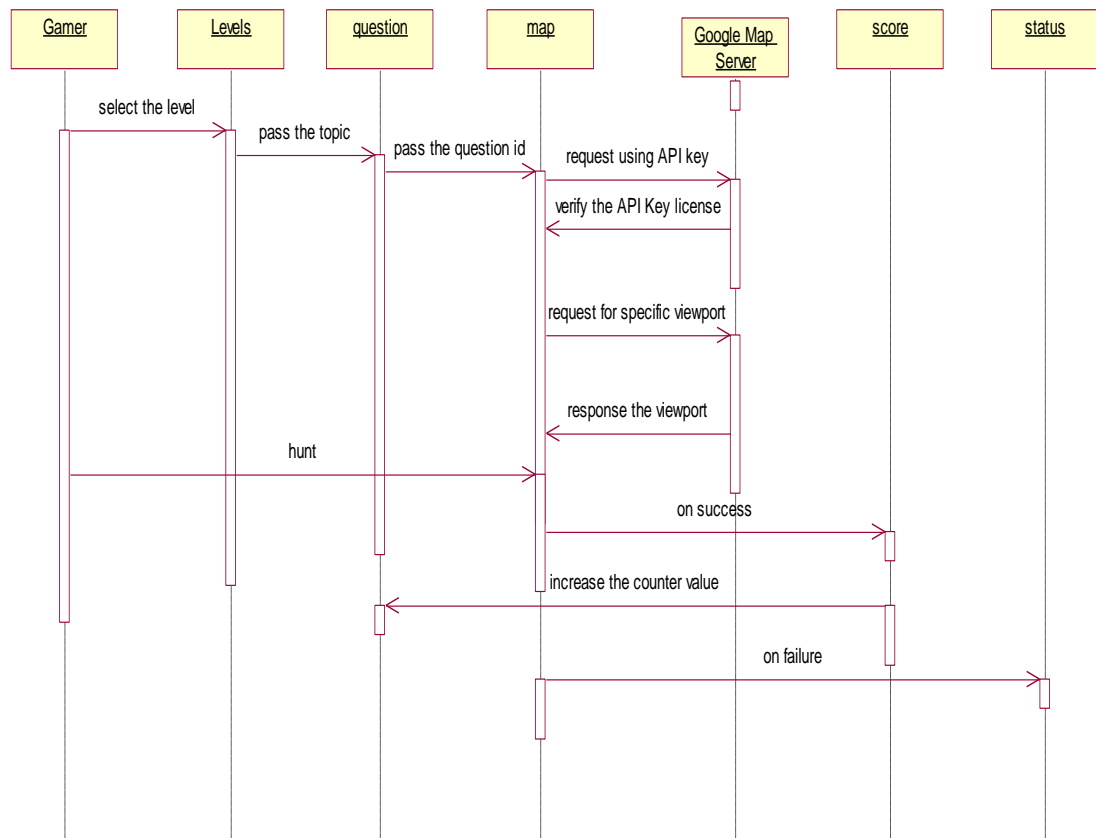 Gamer
Levels
question
map
Google Map
Server
score
status
select the level
pass the topic
pass the question id
request using API key
verify the API Key license
request for specific viewport
response the viewport
hunt
on success
increase the counter value
on failure